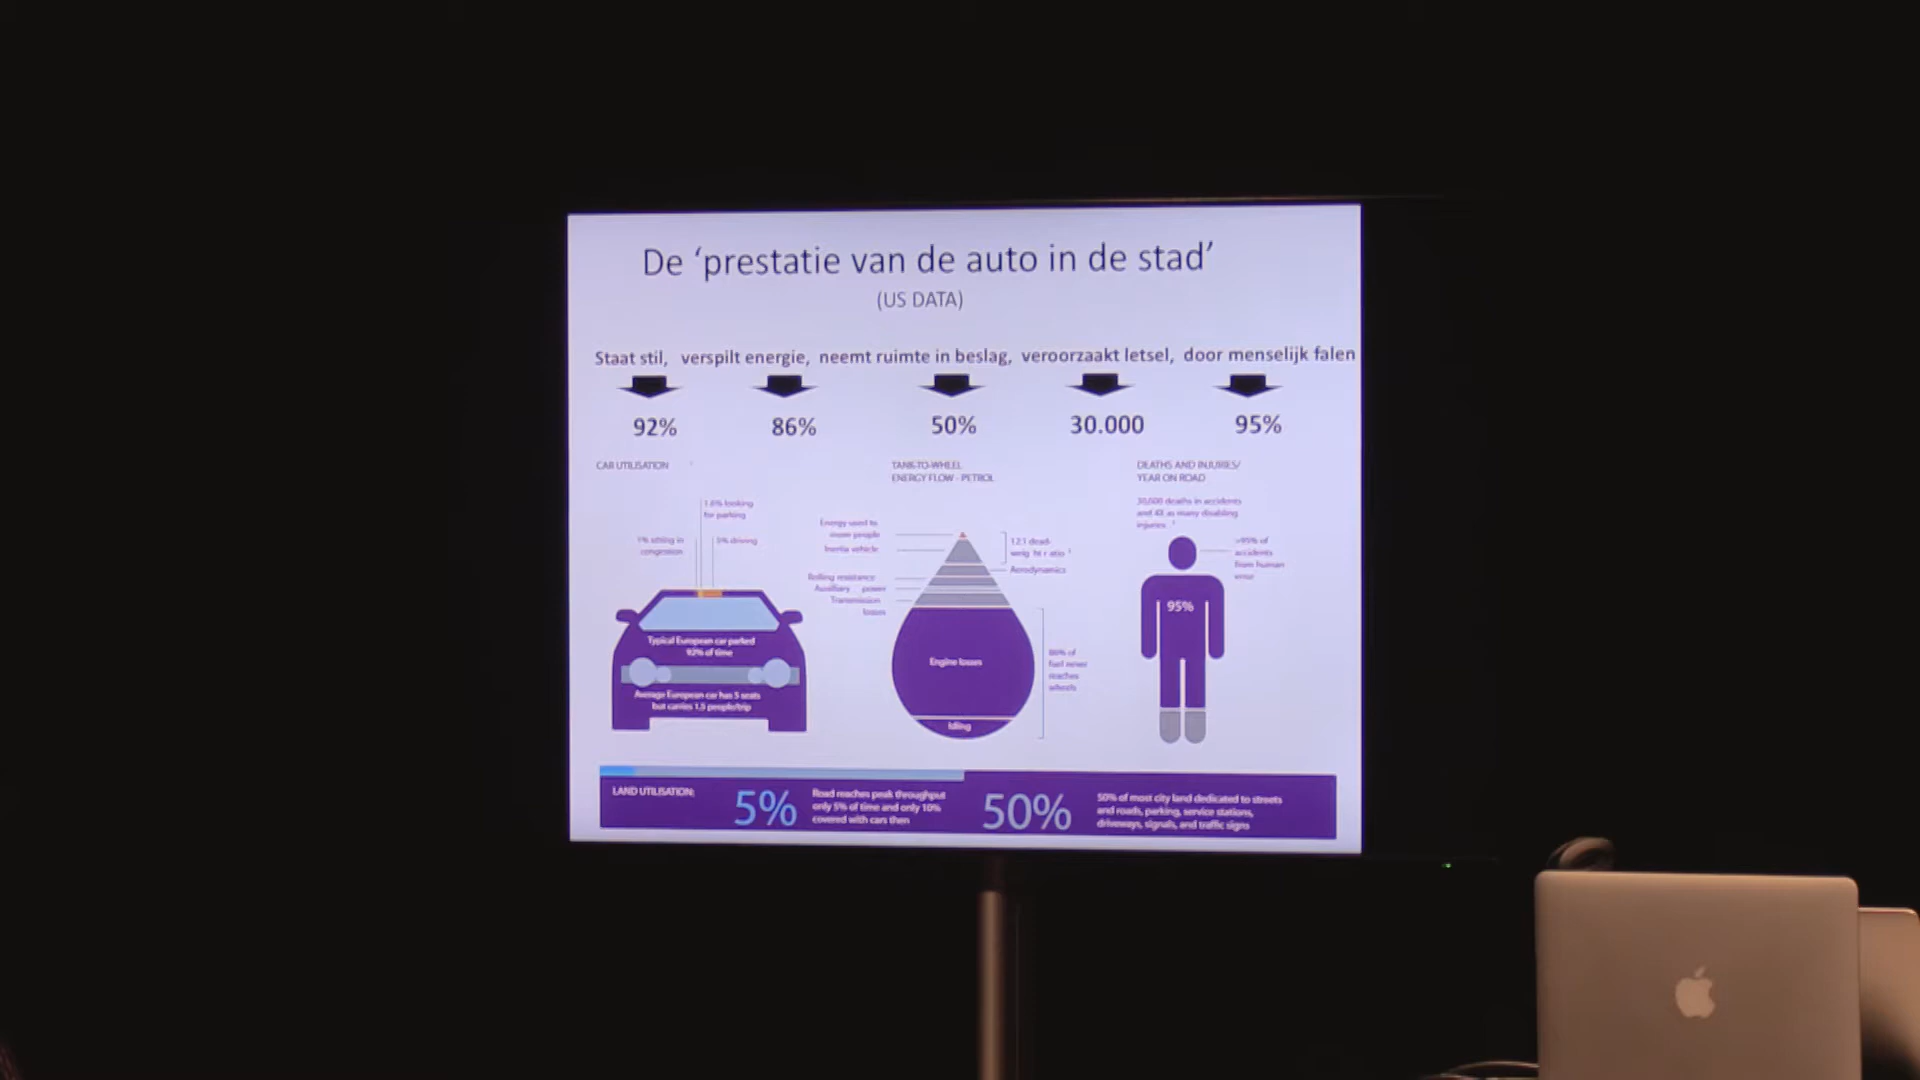 De ‘prestatie van de auto in de stad’
(US DATA)
Staat stil, verspilt energie, neemt ruimte in beslag, veroorzaakt letsel, door menselijk falen
92% 86% 50% 30.000 95%
CAR UTILISATION
1.6% looking
for parking
1% sitting in
congestion
5% driving
Typical European car parked
92% of time
Average European car has 5 seats
but carries 1.5 people/trip
TANK-TO-WHEEL
ENERGY FLOW - PETROL
Energy used to
move people
Inertia vehicle
Rolling resistance
Auxiliary power
Transmission
losses
12:1 dead-
weight ratio
Aerodynamics
Engine losses
Idling
86% of
fuel never
reaches
wheels
DEATHS AND INJURIES/
YEAR ON ROAD
30,000 deaths in accidents
and 4X as many disabling
injuries
>95% of
accidents
from human
error
95%
LAND UTILISATION:
5%
Road reaches peak throughput
only 5% of time and only 10%
covered with cars then
50%
50% of most city land dedicated to streets
and roads, parking, service stations,
driveways, signals, and traffic signs